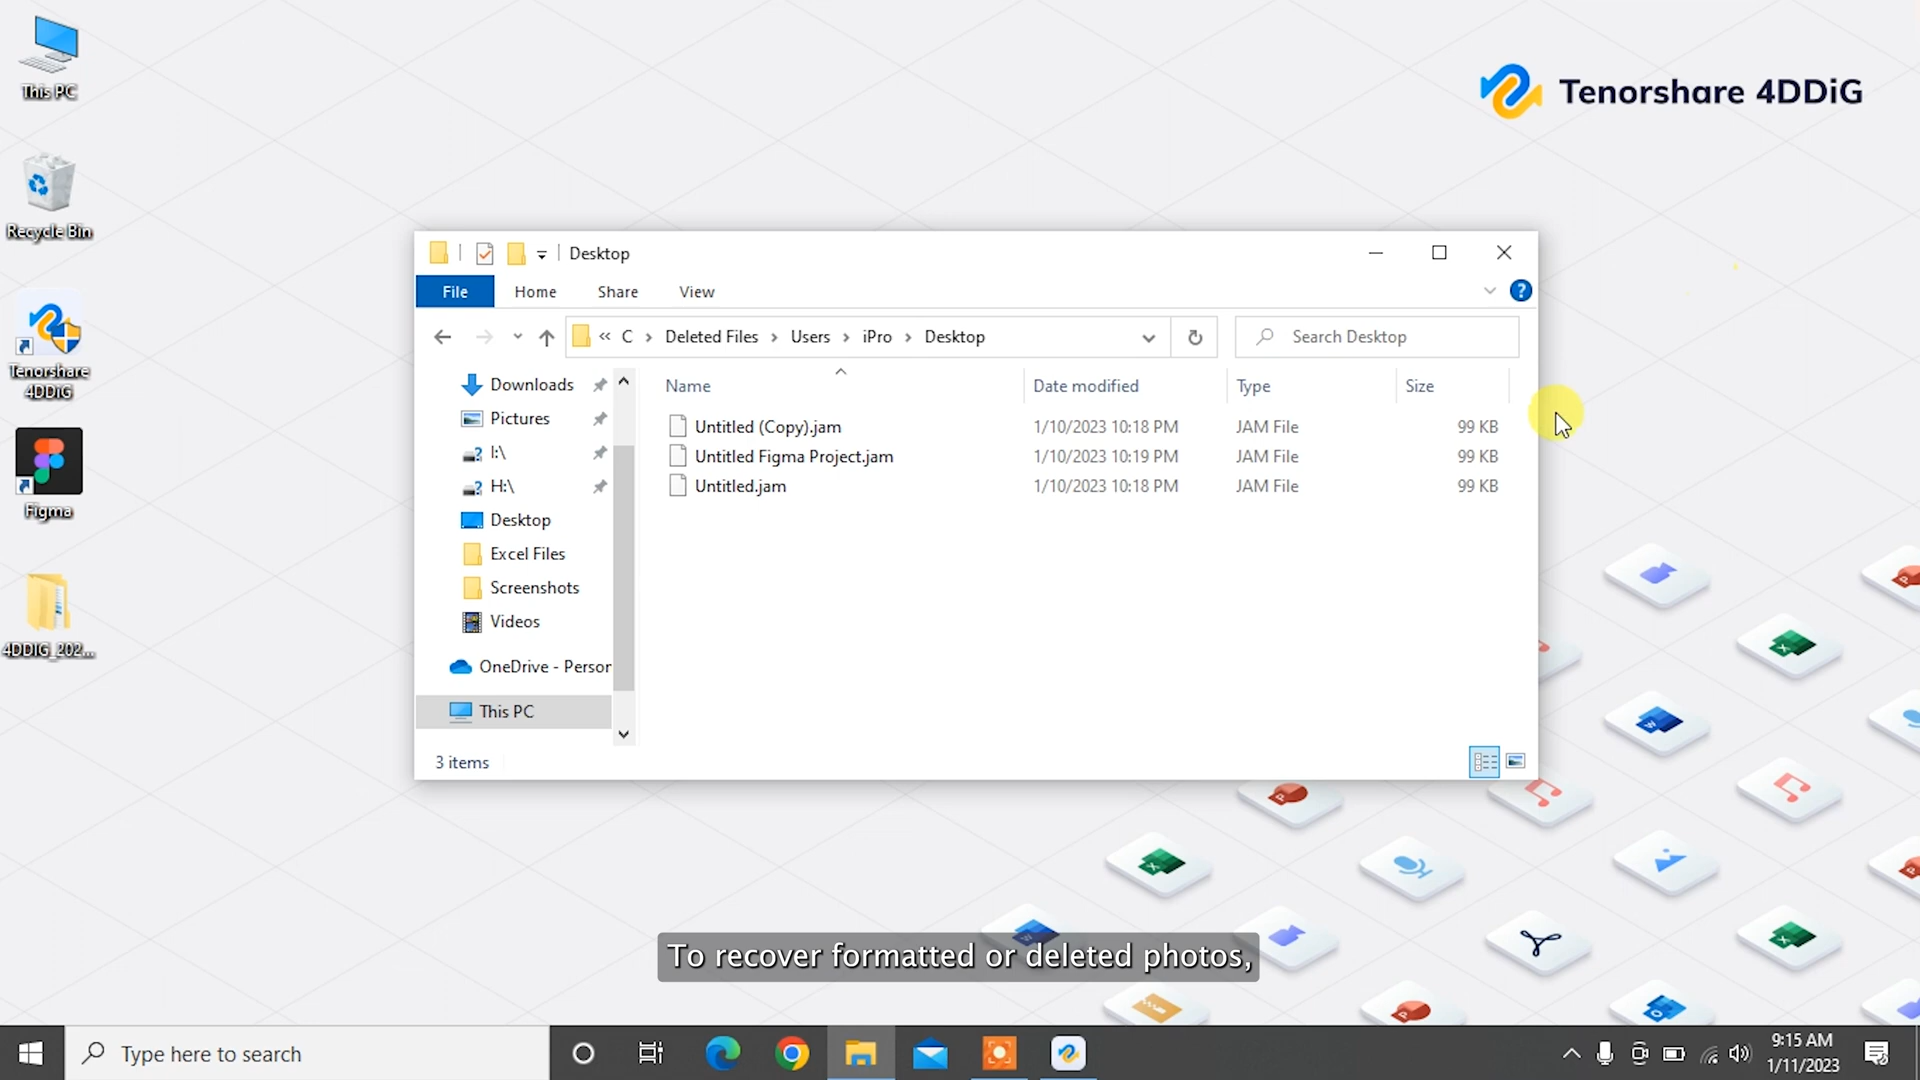 This PC
Recycle Bin
Tenorshare
4DDiG
Figma
4DDIG_202...
Tenorshare 4DDiG
Desktop
File Home Share View
« C > Deleted Files > Users > iPro > Desktop
Search Desktop
Downloads
Pictures
I:\
H:\
Desktop
Excel Files
Screenshots
Videos
OneDrive - Person
This PC
Name Date modified Type Size
Untitled (Copy).jam 1/10/2023 10:18 PM JAM File 99 KB
Untitled Figma Project.jam 1/10/2023 10:19 PM JAM File 99 KB
Untitled.jam 1/10/2023 10:18 PM JAM File 99 KB
3 items
To recover formatted or deleted photos,
Type here to search
9:15 AM
1/11/2023